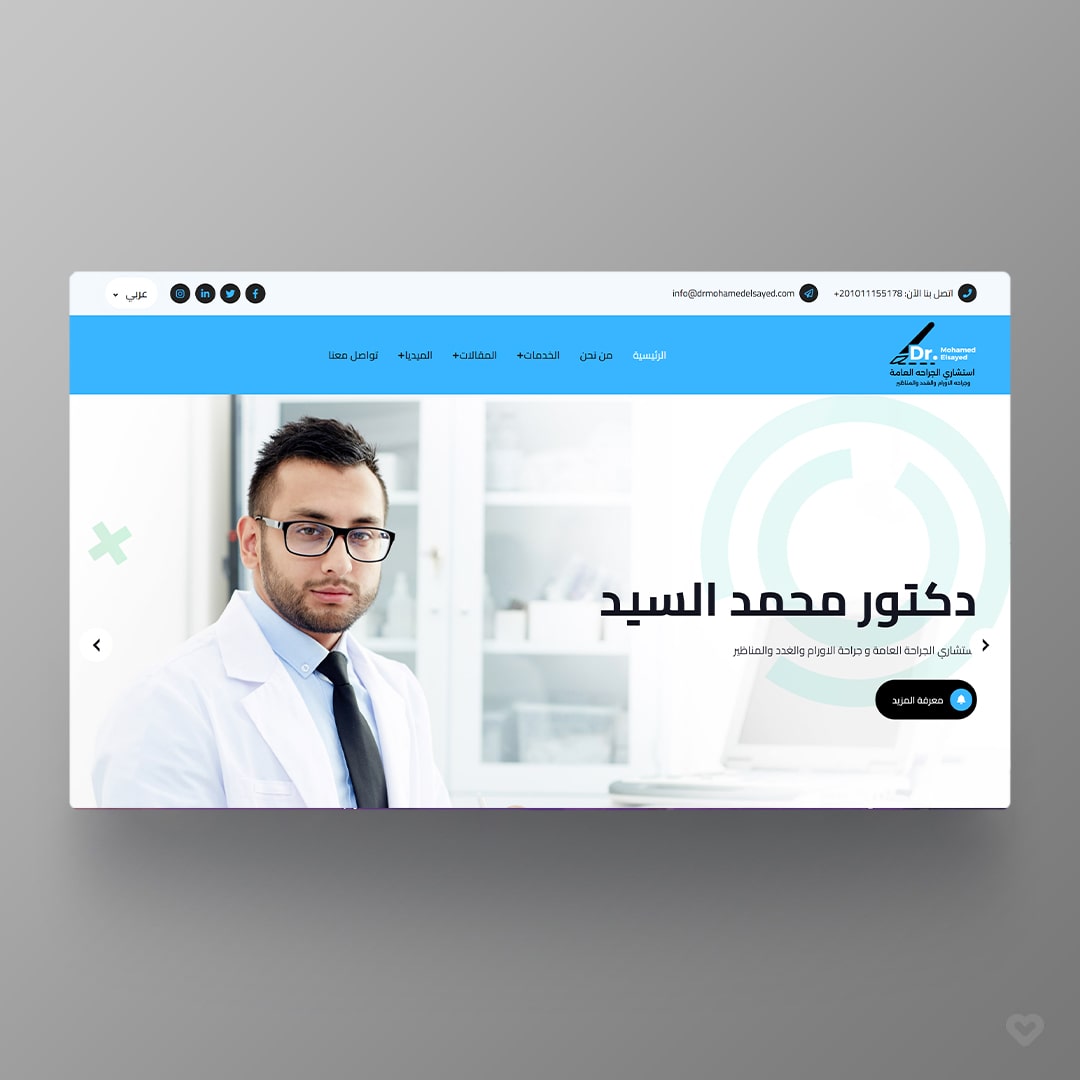 اتصل بنا الآن: 201011155178+
info@drmohamedelsayed.com
عربي
Dr. Mohamed
Elsayed
استشاري الجراحه العامة
وجراحه الاورام والغدد والمناظير
الرئيسية
من نحن
الخدمات+
المقالات+
الميديا+
تواصل معنا
دكتور محمد السيد
ستشاري الجراحة العامة و جراحة الاورام والغدد والمناظير
معرفة المزيد